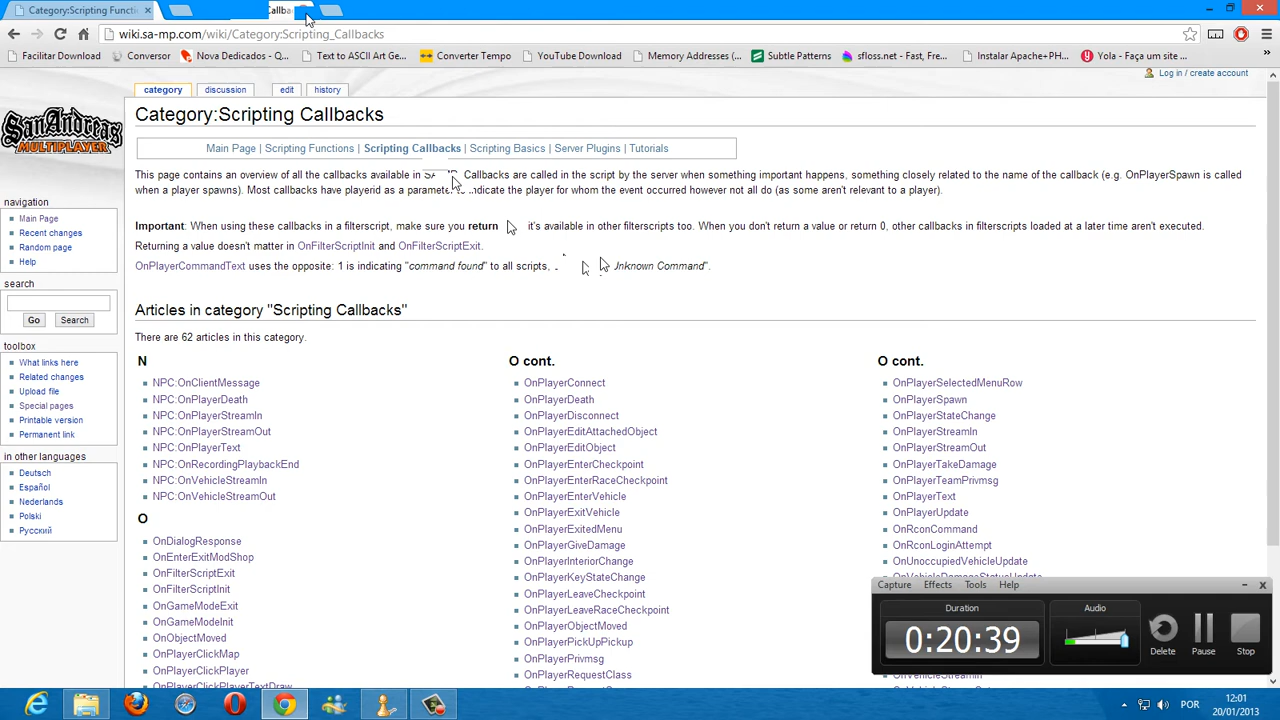 Category:Scripting Functi
Callba
wiki.sa-mp.com/wiki/Category:Scripting_Callbacks
Facilitar Download
Conversor
Nova Dedicados - Q...
Text to ASCII Art Ge...
Converter Tempo
YouTube Download
Memory Addresses (...
Subtle Patterns
sfloss.net - Fast, Fre...
Instalar Apache+PH...
Yola - Faça um site ...
Log in / create account
category
discussion
edit
history
SanAndreas
MULTIPLAYER
Category:Scripting Callbacks
Main Page | Scripting Functions | Scripting Callbacks | Scripting Basics | Server Plugins | Tutorials
This page contains an overview of all the callbacks available in Callbacks are called in the script by the server when something important happens, something closely related to the name of the callback (e.g. OnPlayerSpawn is called
when a player spawns). Most callbacks have playerid as a parameter indicate the player for whom the event occurred however not all do (as some aren't relevant to a player).
Important: When using these callbacks in a filterscript, make sure you return it's available in other filterscripts too. When you don't return a value or return 0, other callbacks in filterscripts loaded at a later time aren't executed.
Returning a value doesn't matter in OnFilterScriptInit and OnFilterScriptExit.
OnPlayerCommandText uses the opposite: 1 is indicating "command found" to all scripts, Unknown Command".
navigation
Main Page
Recent changes
Random page
Help
search
Go
Search
toolbox
What links here
Related changes
Upload file
Special pages
Printable version
Permanent link
in other languages
Deutsch
Español
Nederlands
Polski
Русский
Articles in category "Scripting Callbacks"
There are 62 articles in this category.
N
NPC:OnClientMessage
NPC:OnPlayerDeath
NPC:OnPlayerStreamIn
NPC:OnPlayerStreamOut
NPC:OnPlayerText
NPC:OnRecordingPlaybackEnd
NPC:OnVehicleStreamIn
NPC:OnVehicleStreamOut
O
OnDialogResponse
OnEnterExitModShop
OnFilterScriptExit
OnFilterScriptInit
OnGameModeExit
OnGameModeInit
OnObjectMoved
OnPlayerClickMap
OnPlayerClickPlayer
OnPlayerClickPlayerTextDraw
O cont.
OnPlayerConnect
OnPlayerDeath
OnPlayerDisconnect
OnPlayerEditAttachedObject
OnPlayerEditObject
OnPlayerEnterCheckpoint
OnPlayerEnterRaceCheckpoint
OnPlayerEnterVehicle
OnPlayerExitVehicle
OnPlayerExitedMenu
OnPlayerGiveDamage
OnPlayerInteriorChange
OnPlayerKeyStateChange
OnPlayerLeaveCheckpoint
OnPlayerLeaveRaceCheckpoint
OnPlayerObjectMoved
OnPlayerPickUpPickup
OnPlayerPrivmsg
OnPlayerRequestClass
O cont.
OnPlayerSelectedMenuRow
OnPlayerSpawn
OnPlayerStateChange
OnPlayerStreamIn
OnPlayerStreamOut
OnPlayerTakeDamage
OnPlayerTeamPrivmsg
OnPlayerText
OnPlayerUpdate
OnRconCommand
OnRconLoginAttempt
OnUnoccupiedVehicleUpdate
OnVehicleDamageStatusUpdate
Capture
Effects
Tools
Help
Duration
0:20:39
Audio
Delete
Pause
Stop
POR
12:01
20/01/2013